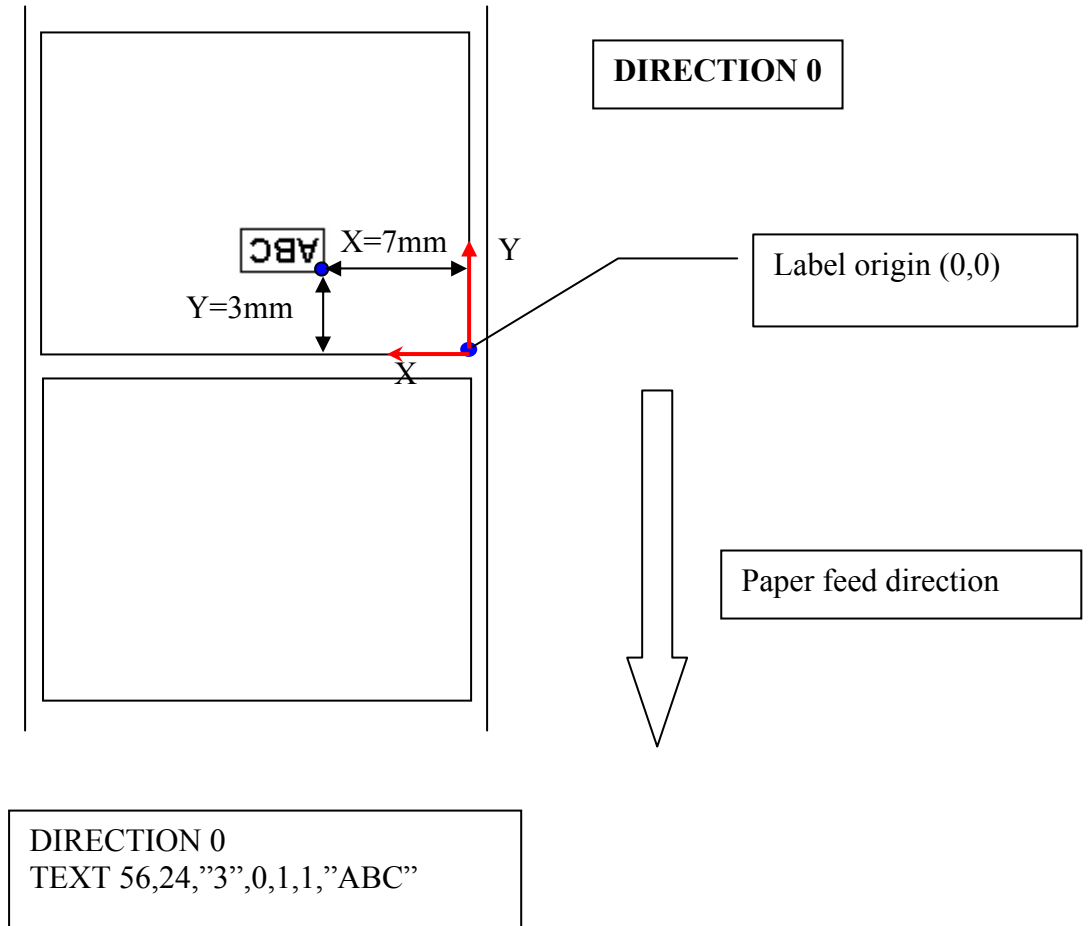 DIRECTION 0
ABC
X=7mm
Y
Label origin (0,0)
Y=3mm
X
Paper feed direction
DIRECTION 0
TEXT 56,24,”3”,0,1,1,”ABC”